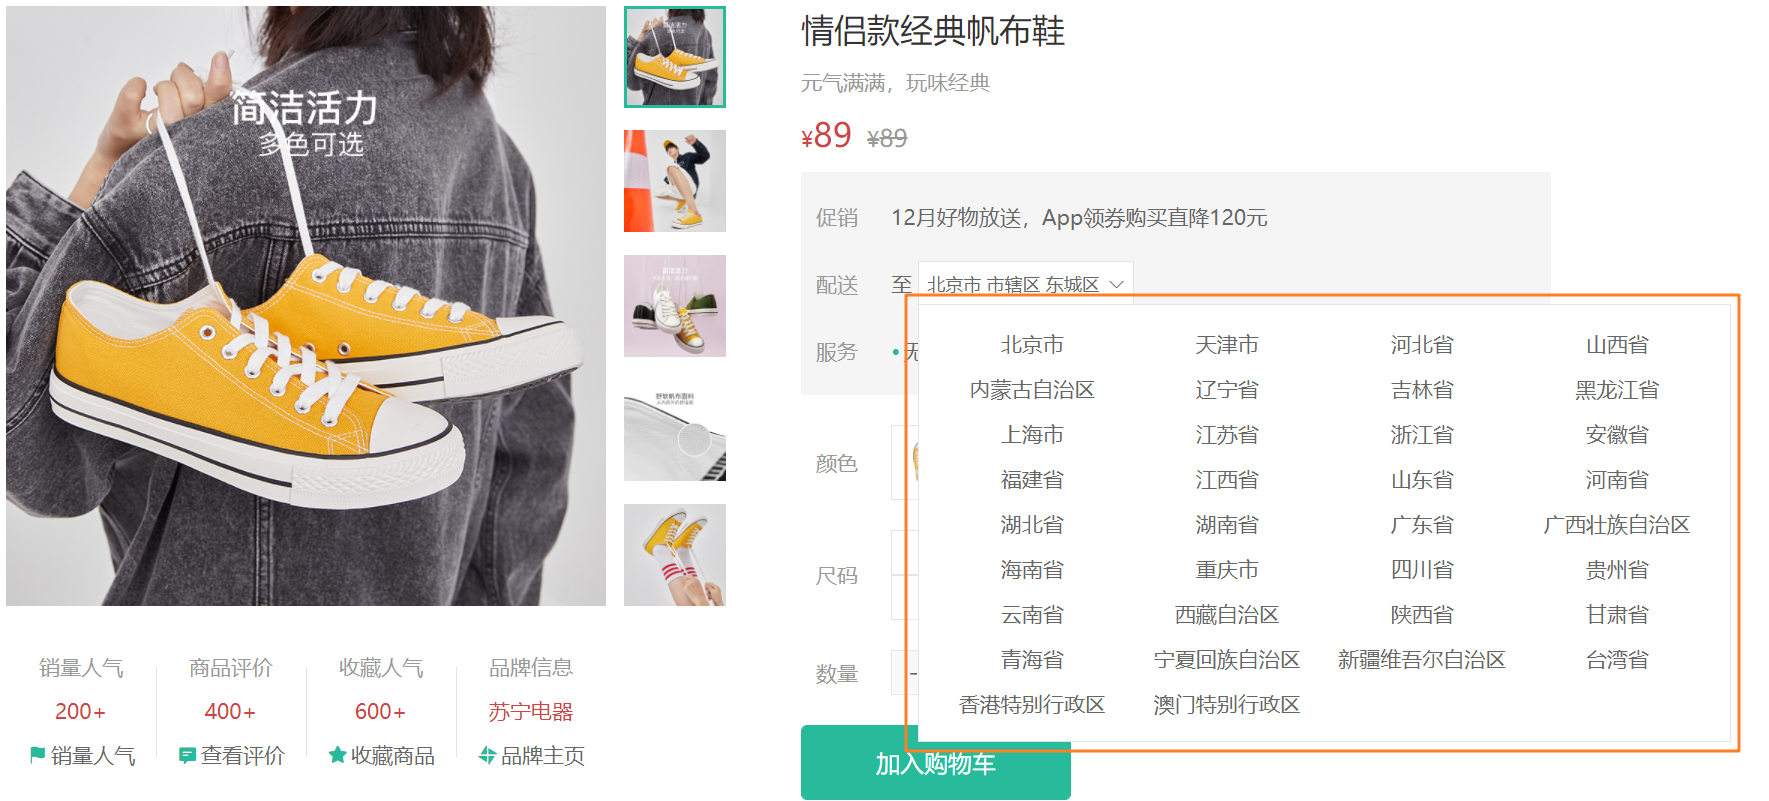 简洁活力
多色可选
简洁活力
舒软帆布面料
销量人气
200+
销量人气
商品评价
400+
查看评价
收藏人气
600+
收藏商品
品牌信息
苏宁电器
品牌主页
情侣款经典帆布鞋
元气满满，玩味经典
¥89 ¥89
促销 12月好物放送，App领券购买直降120元
配送 至 北京市 市辖区 东城区
服务 • 无
颜色
尺码
数量 -
北京市 天津市 河北省 山西省
内蒙古自治区 辽宁省 吉林省 黑龙江省
上海市 江苏省 浙江省 安徽省
福建省 江西省 山东省 河南省
湖北省 湖南省 广东省 广西壮族自治区
海南省 重庆市 四川省 贵州省
云南省 西藏自治区 陕西省 甘肃省
青海省 宁夏回族自治区 新疆维吾尔自治区 台湾省
香港特别行政区 澳门特别行政区
加入购物车